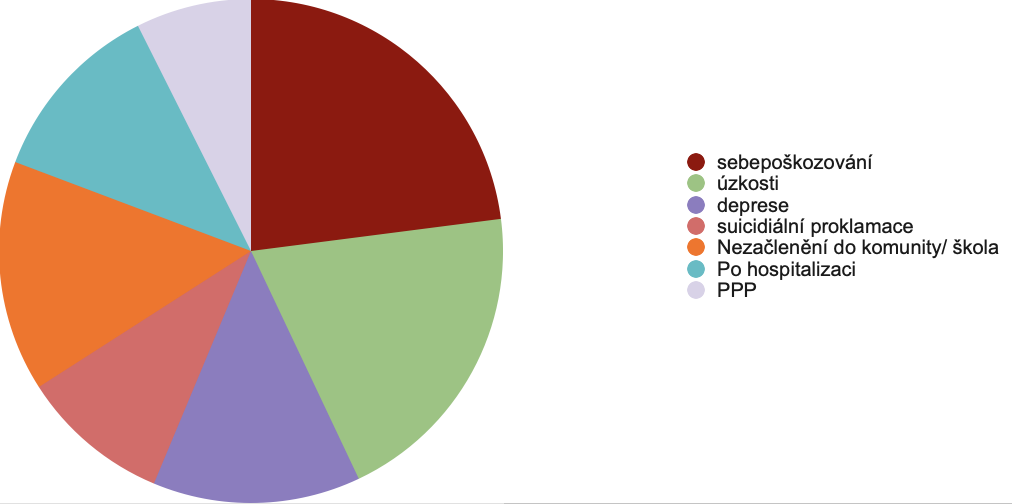 sebepoškozování
úzkosti
deprese
suicidiální proklamace
Nezačlenění do komunity/ škola
Po hospitalizaci
PPP